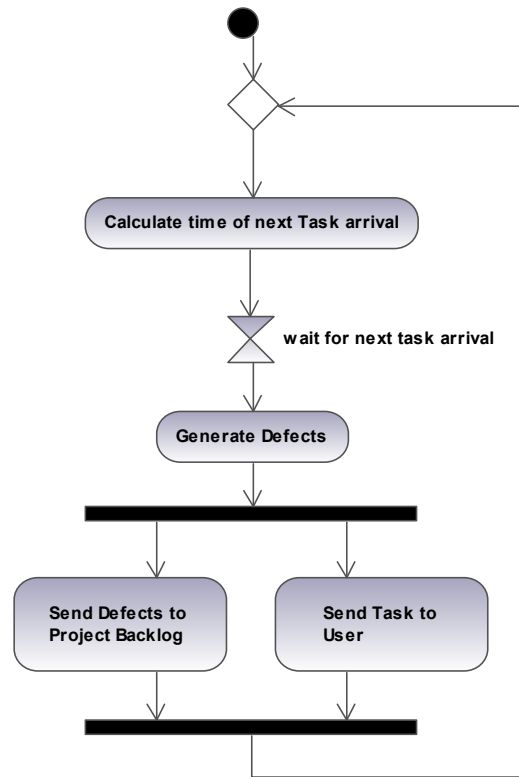 Calculate time of next Task arrival
wait for next task arrival
Generate Defects
Send Defects to
Project Backlog
Send Task to
User